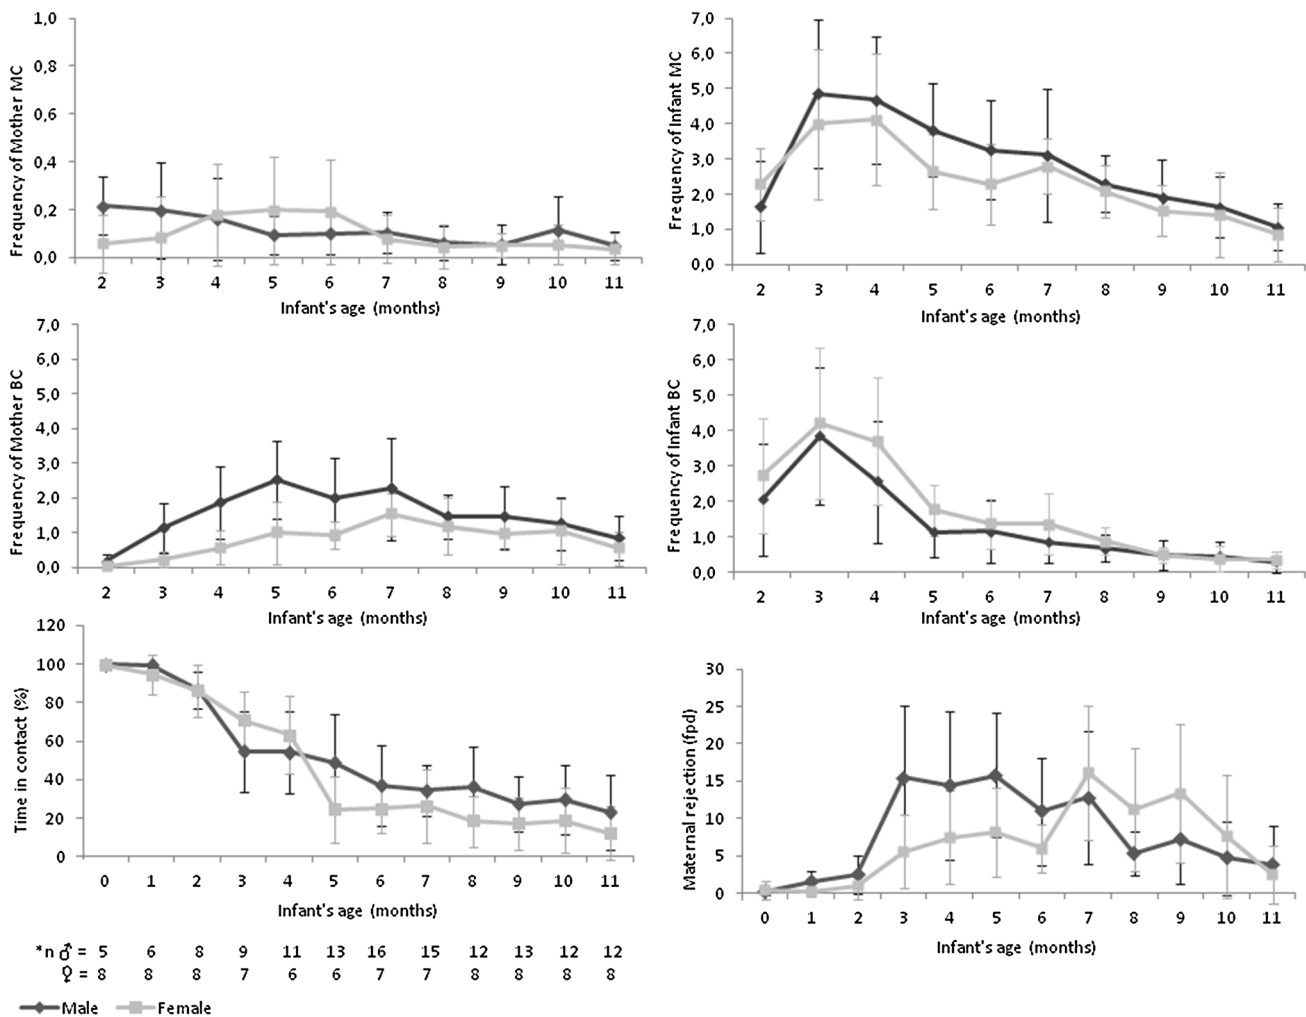 Frequency of Mother MC
1,0
0,8
0,6
0,4
0,2
0,0
2 3 4 5 6 7 8 9 10 11
Infant's age (months)
Frequency of Infant MC
7,0
6,0
5,0
4,0
3,0
2,0
1,0
0,0
2 3 4 5 6 7 8 9 10 11
Infant's age (months)
Frequency of Mother BC
7,0
6,0
5,0
4,0
3,0
2,0
1,0
0,0
2 3 4 5 6 7 8 9 10 11
Infant's age (months)
Frequency of Infant BC
7,0
6,0
5,0
4,0
3,0
2,0
1,0
0,0
2 3 4 5 6 7 8 9 10 11
Infant's age (months)
Time in contact (%)
120
100
80
60
40
20
0
0 1 2 3 4 5 6 7 8 9 10 11
Infant's age (months)
Maternal rejection (fpd)
30
25
20
15
10
5
0
0 1 2 3 4 5 6 7 8 9 10 11
Infant's age (months)
*n ♂ = 5 6 8 9 11 13 16 15 12 13 12 12
♀ = 8 8 8 7 6 6 7 7 8 8 8 8
Male Female